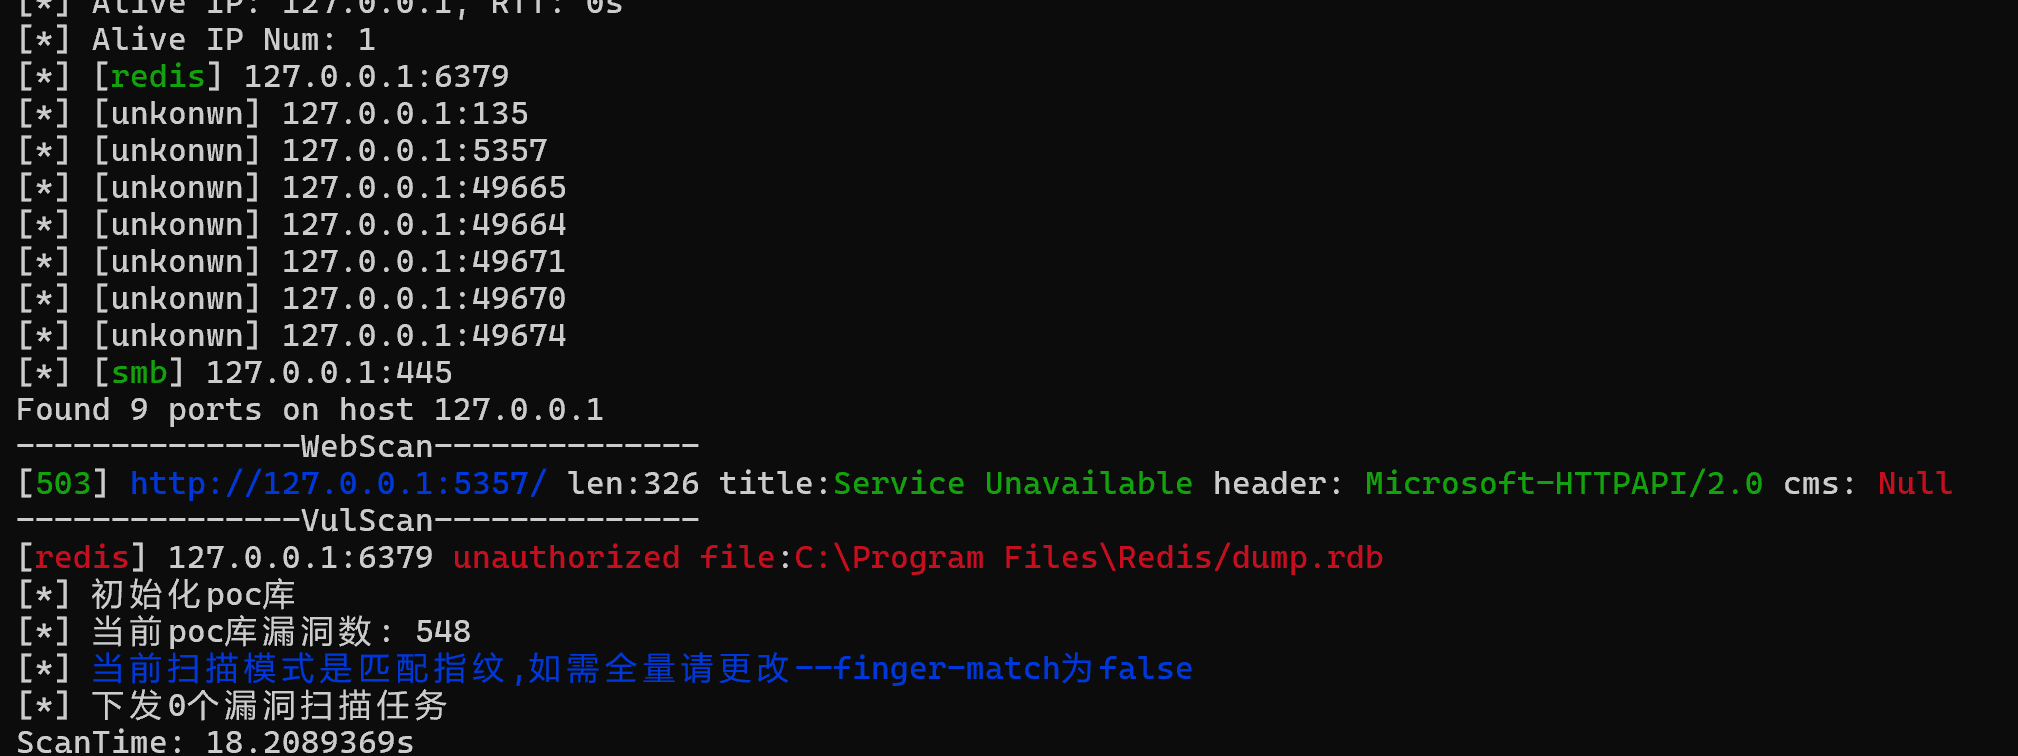 [*] Alive IP: 127.0.0.1, RTT: 0s
[*] Alive IP Num: 1
[*] [redis] 127.0.0.1:6379
[*] [unkonwn] 127.0.0.1:135
[*] [unkonwn] 127.0.0.1:5357
[*] [unkonwn] 127.0.0.1:49665
[*] [unkonwn] 127.0.0.1:49664
[*] [unkonwn] 127.0.0.1:49671
[*] [unkonwn] 127.0.0.1:49670
[*] [unkonwn] 127.0.0.1:49674
[*] [smb] 127.0.0.1:445
Found 9 ports on host 127.0.0.1
---------------WebScan--------------
[503] http://127.0.0.1:5357/ len:326 title:Service Unavailable header: Microsoft-HTTPAPI/2.0 cms: Null
---------------VulScan--------------
[redis] 127.0.0.1:6379 unauthorized file:C:\Program Files\Redis/dump.rdb
[*] 初始化poc库
[*] 当前poc库漏洞数: 548
[*] 当前扫描模式是匹配指纹,如需全量请更改--finger-match为false
[*] 下发0个漏洞扫描任务
ScanTime: 18.2089369s